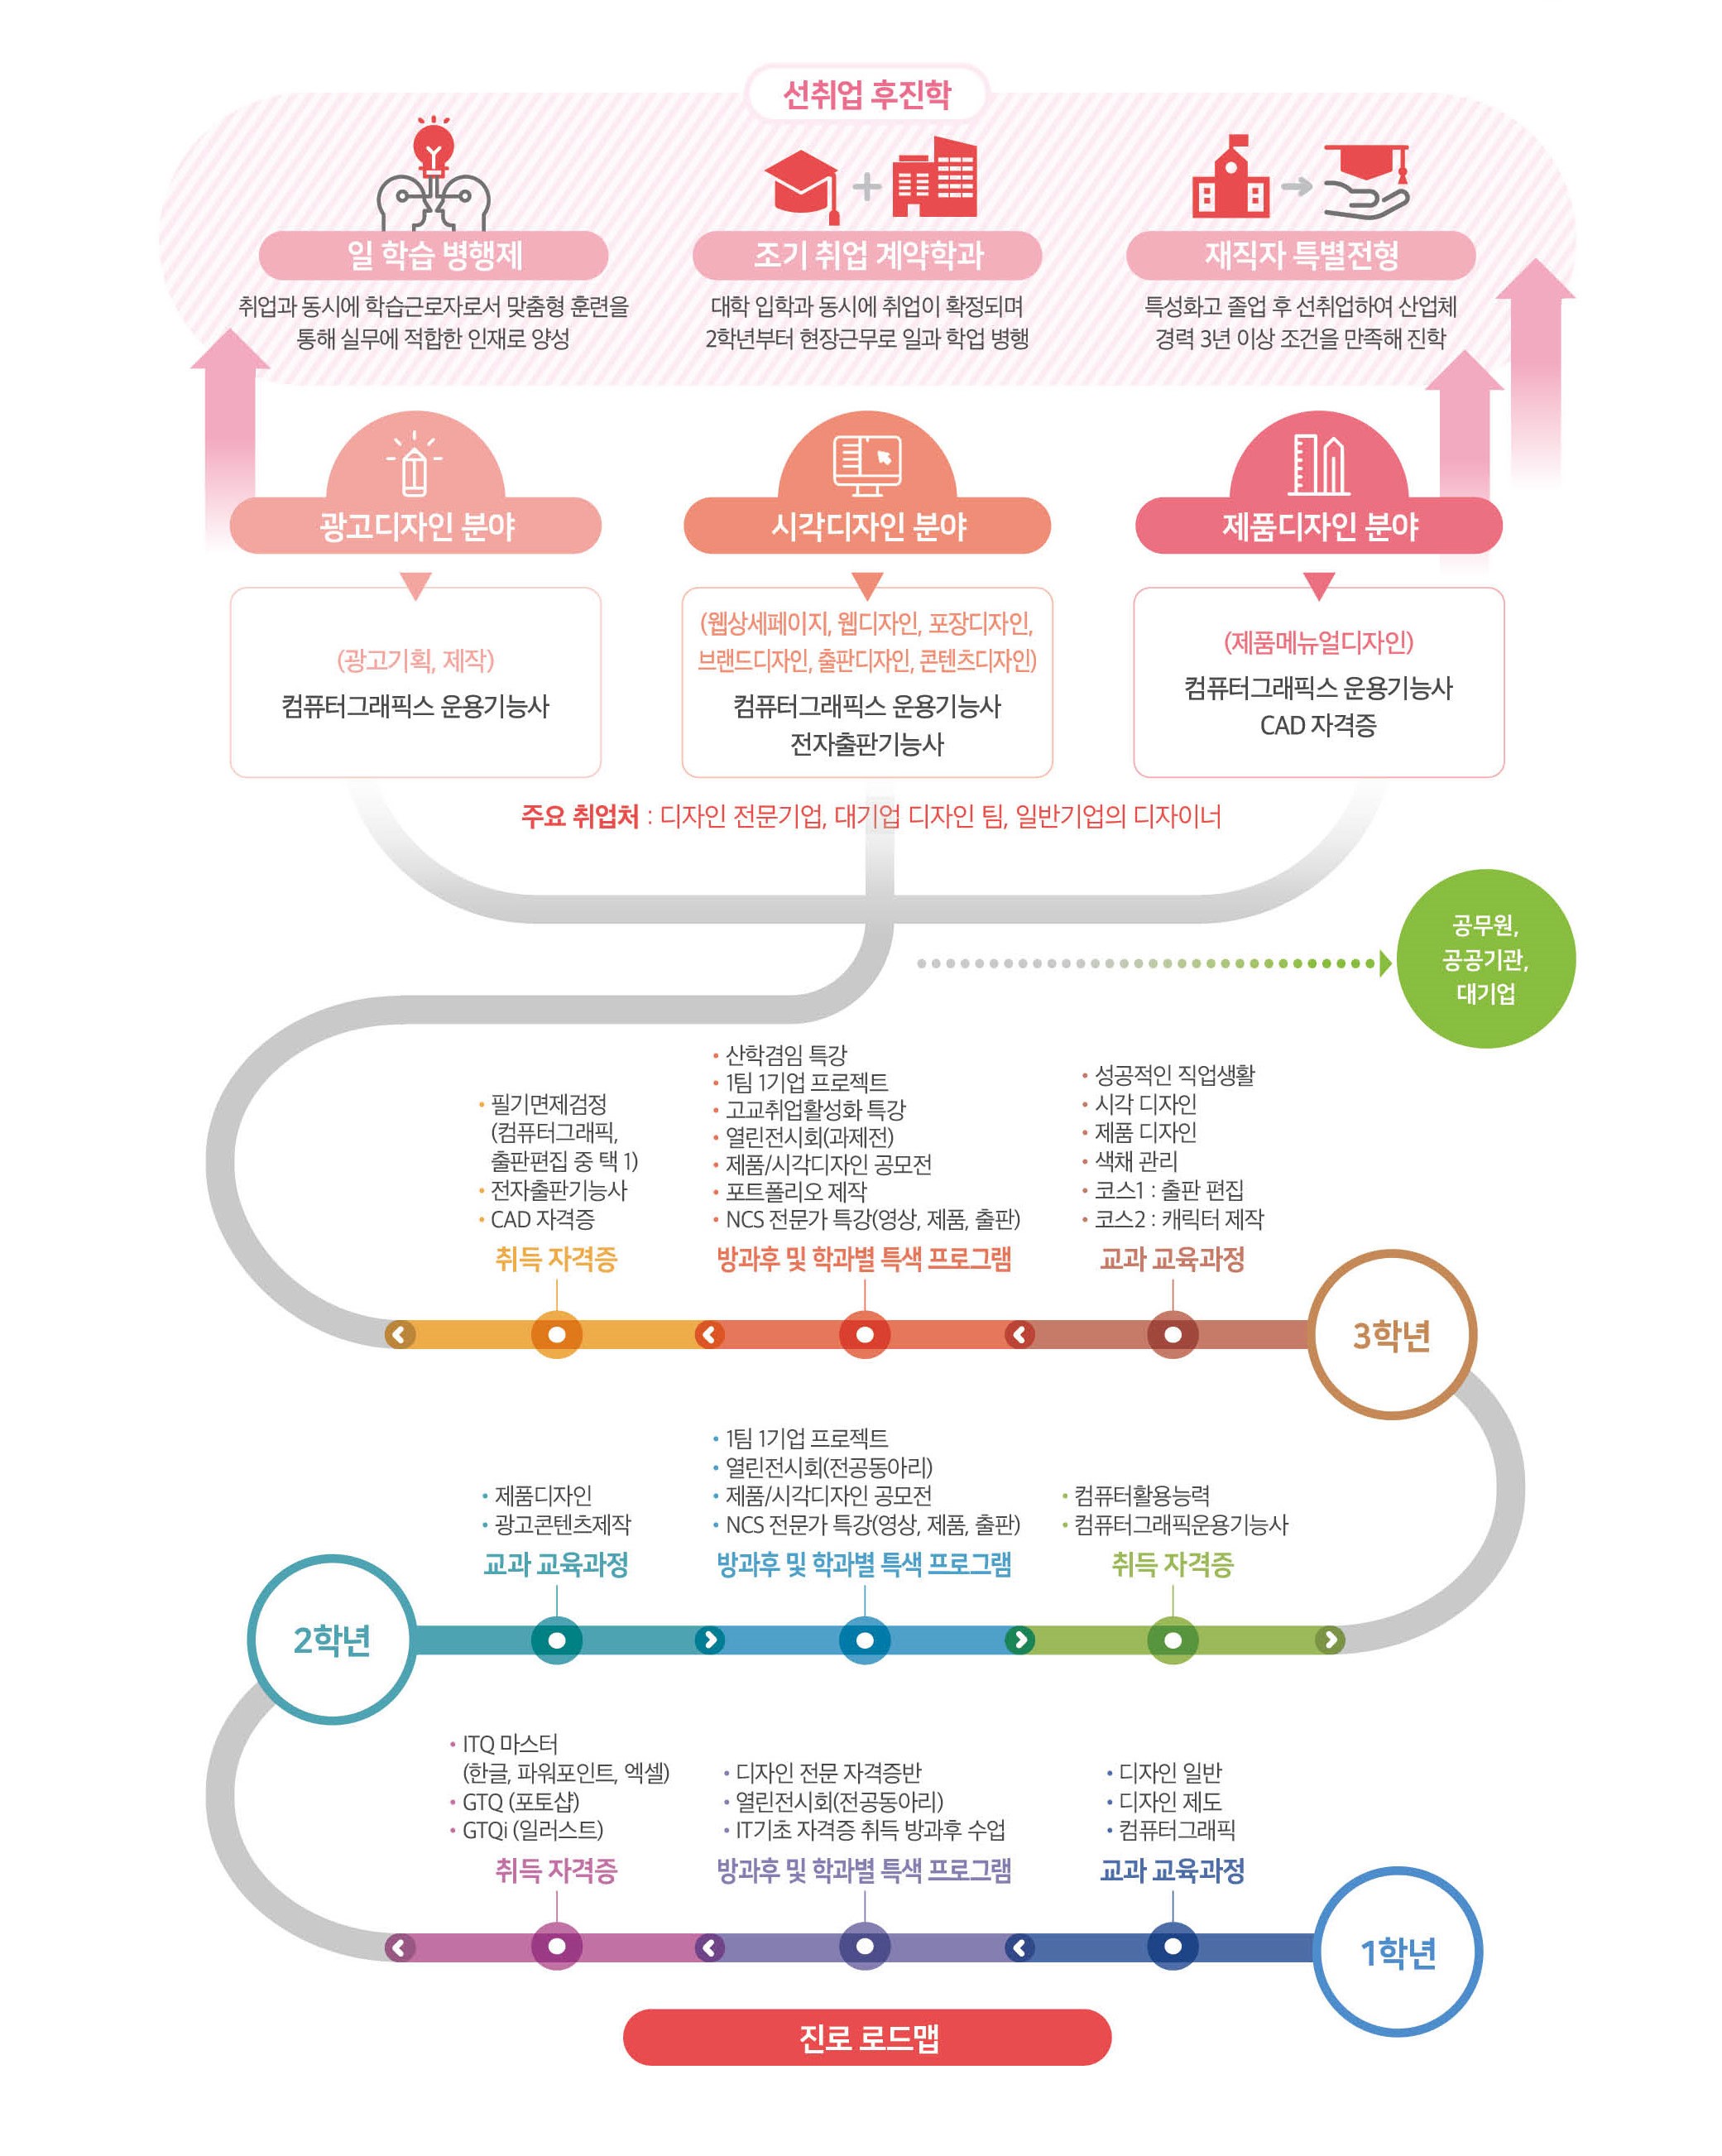 선취업 후진학
일 학습 병행제
취업과 동시에 학습근로자로서 맞춤형 훈련을
통해 실무에 적합한 인재로 양성
조기 취업 계약학과
대학 입학과 동시에 취업이 확정되며
2학년부터 현장근무로 일과 학업 병행
재직자 특별전형
특성화고 졸업 후 선취업하여 산업체
경력 3년 이상 조건을 만족해 진학
광고디자인 분야
(광고기획, 제작)
컴퓨터그래픽스 운용기능사
시각디자인 분야
(웹상세페이지, 웹디자인, 포장디자인,
브랜드디자인, 출판디자인, 콘텐츠디자인)
컴퓨터그래픽스 운용기능사
전자출판기능사
제품디자인 분야
(제품메뉴얼디자인)
컴퓨터그래픽스 운용기능사
CAD 자격증
주요 취업처 : 디자인 전문기업, 대기업 디자인 팀, 일반기업의 디자이너
공무원,
공공기관,
대기업
• 필기면제검정
(컴퓨터그래픽,
출판편집 중 택 1)
• 전자출판기능사
• CAD 자격증
취득 자격증
• 산학겸임 특강
• 1팀 1기업 프로젝트
• 고교취업활성화 특강
• 열린전시회(과제전)
• 제품/시각디자인 공모전
• 포트폴리오 제작
• NCS 전문가 특강(영상, 제품, 출판)
방과후 및 학과별 특색 프로그램
• 성공적인 직업생활
• 시각 디자인
• 제품 디자인
• 색채 관리
• 코스1 : 출판 편집
• 코스2 : 캐릭터 제작
교과 교육과정
3학년
• 제품디자인
• 광고콘텐츠제작
교과 교육과정
• 1팀 1기업 프로젝트
• 열린전시회(전공동아리)
• 제품/시각디자인 공모전
• NCS 전문가 특강(영상, 제품, 출판)
방과후 및 학과별 특색 프로그램
• 컴퓨터활용능력
• 컴퓨터그래픽운용기능사
취득 자격증
2학년
• ITQ 마스터
(한글, 파워포인트, 엑셀)
• GTQ (포토샵)
• GTQi (일러스트)
취득 자격증
• 디자인 전문 자격증반
• 열린전시회(전공동아리)
• IT기초 자격증 취득 방과후 수업
방과후 및 학과별 특색 프로그램
• 디자인 일반
• 디자인 제도
• 컴퓨터그래픽
교과 교육과정
1학년
진로 로드맵